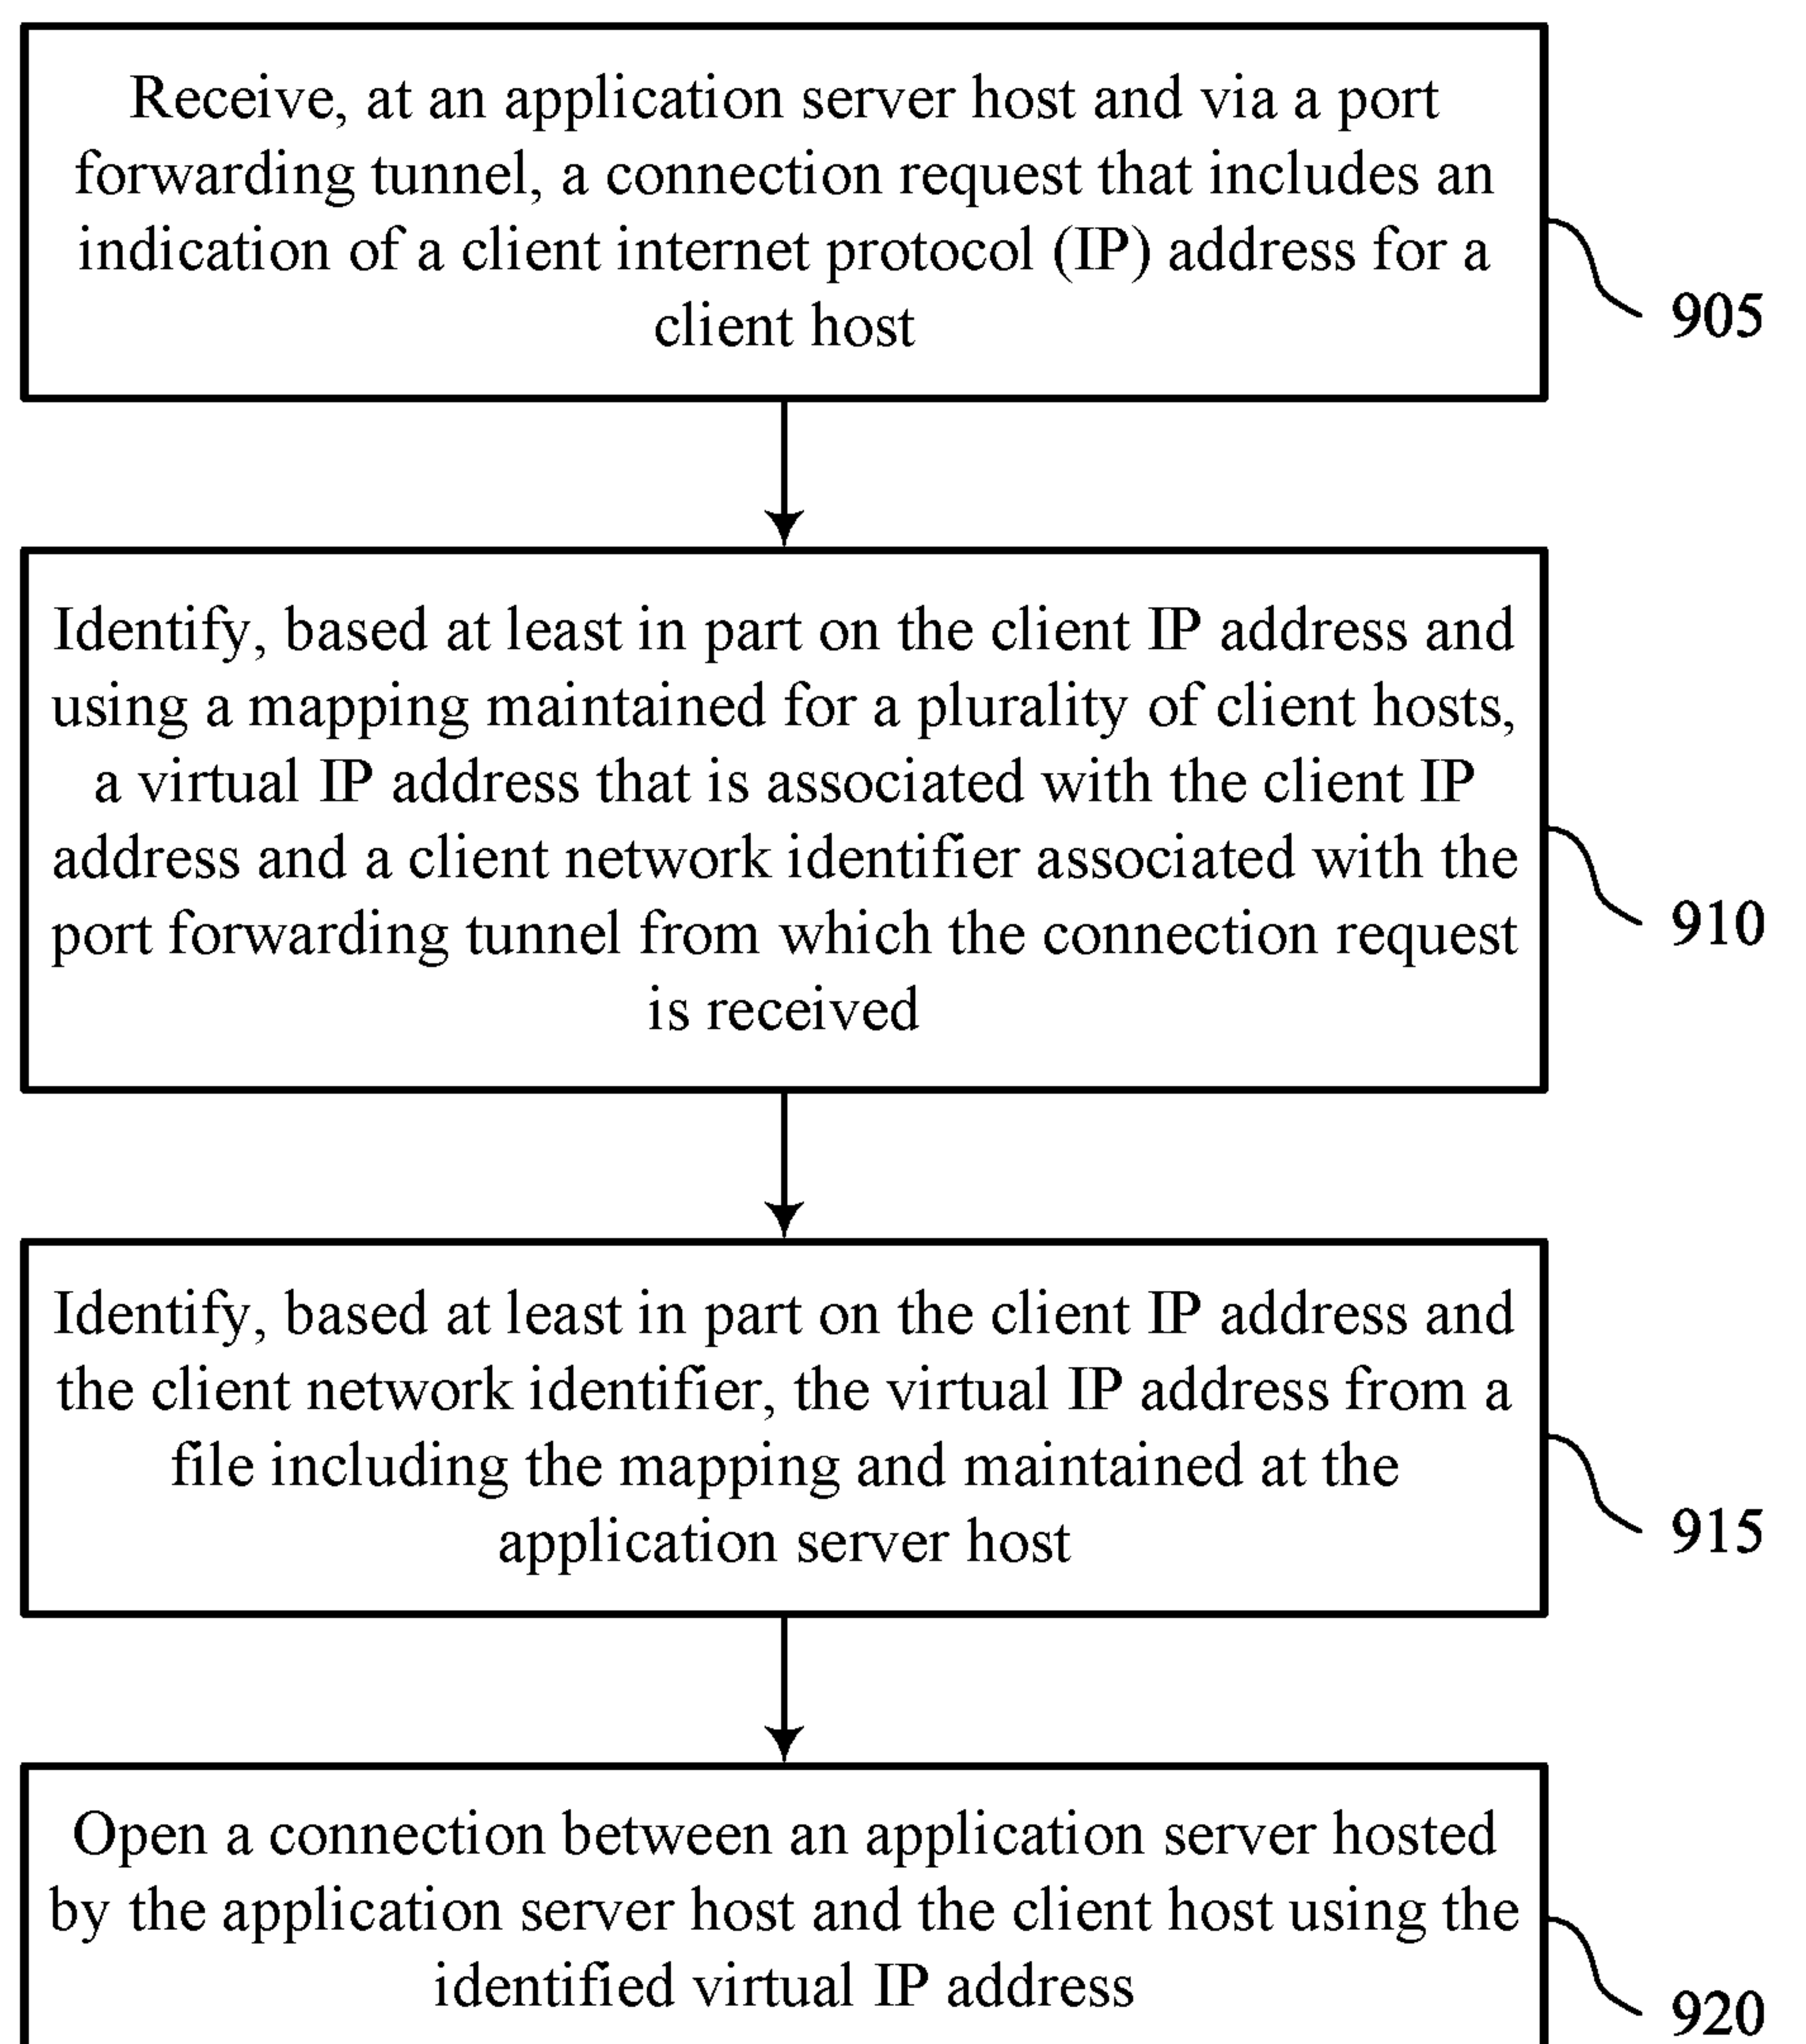 Receive, at an application server host and via a port
forwarding tunnel, a connection request that includes an
indication of a client internet protocol (IP) address for a
client host
905
Identify, based at least in part on the client IP address and
using a mapping maintained for a plurality of client hosts,
a virtual IP address that is associated with the client IP
address and a client network identifier associated with the
port forwarding tunnel from which the connection request
is received
910
Identify, based at least in part on the client IP address and
the client network identifier, the virtual IP address from a
file including the mapping and maintained at the
application server host
915
Open a connection between an application server hosted
by the application server host and the client host using the
identified virtual IP address
920